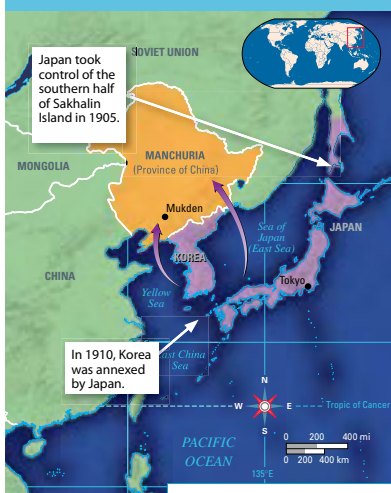 SOVIET UNION
Japan took
control of the
southern half
of Sakhalin
Island in 1905.
MONGOLIA
MANCHURIA
(Province of China)
Mukden
Sea of
Japan
(East Sea)
JAPAN
KOREA
CHINA
Tokyo
Yellow
Sea
In 1910, Korea
was annexed
by Japan.
East China
Sea
N
W
E
S
Tropic of Cancer
PACIFIC
OCEAN
0 200 400 mi
0 200 400 km
135°E